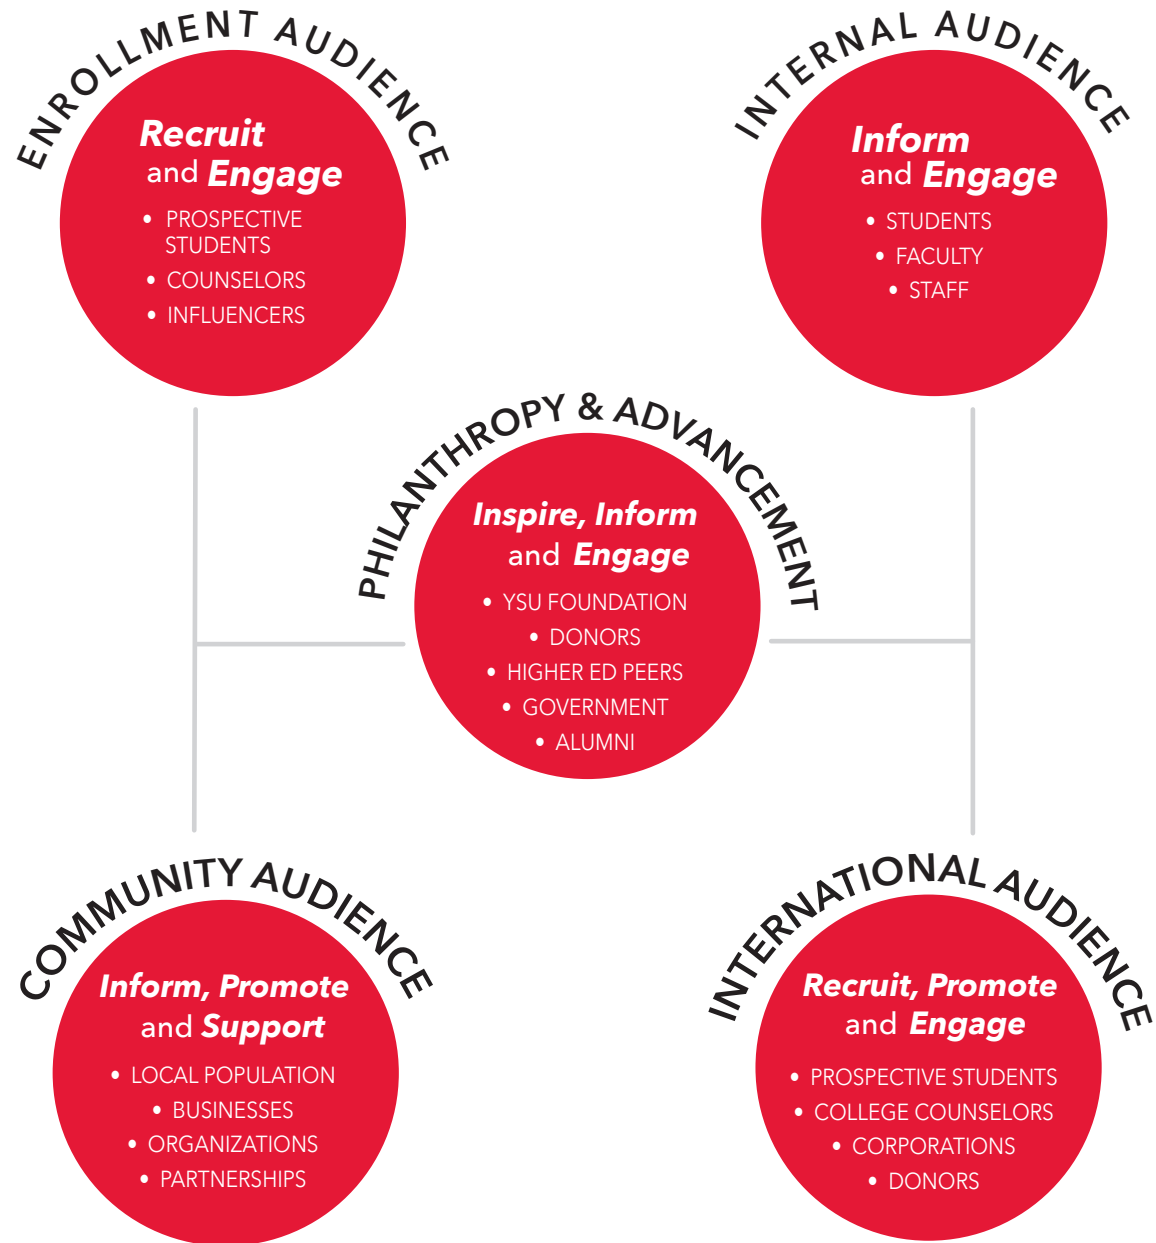 ENROLLMENT AUDIENCE
Recruit
and Engage
• PROSPECTIVE
STUDENTS
• COUNSELORS
• INFLUENCERS
INTERNAL AUDIENCE
Inform
and Engage
• STUDENTS
• FACULTY
• STAFF
PHILANTHROPY & ADVANCEMENT
Inspire, Inform
and Engage
• YSU FOUNDATION
• DONORS
• HIGHER ED PEERS
• GOVERNMENT
• ALUMNI
COMMUNITY AUDIENCE
Inform, Promote
and Support
• LOCAL POPULATION
• BUSINESSES
• ORGANIZATIONS
• PARTNERSHIPS
INTERNATIONAL AUDIENCE
Recruit, Promote
and Engage
• PROSPECTIVE STUDENTS
• COLLEGE COUNSELORS
• CORPORATIONS
• DONORS